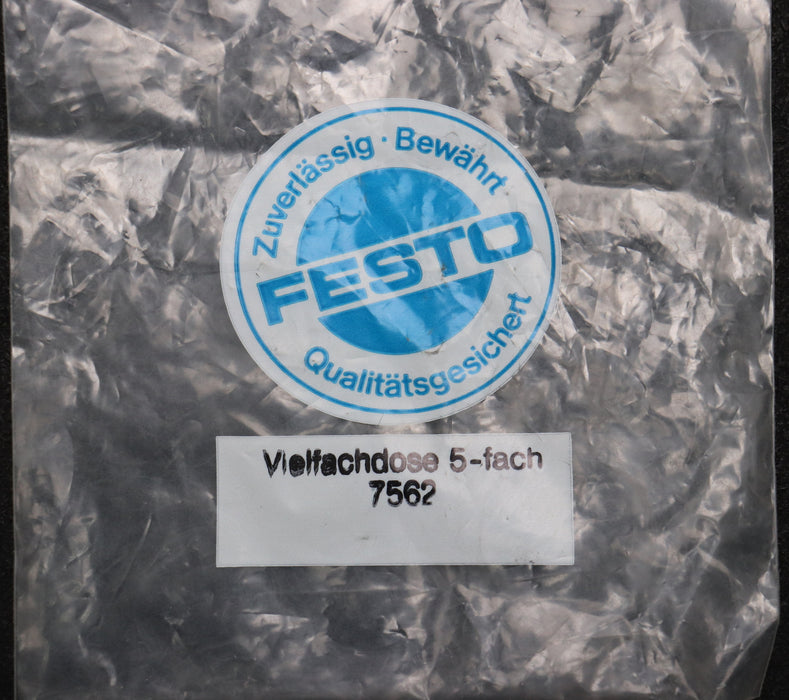 Zuverlässig · Bewährt
FESTO
Qualitätsgesichert
Vielfachdose 5-fach
7562